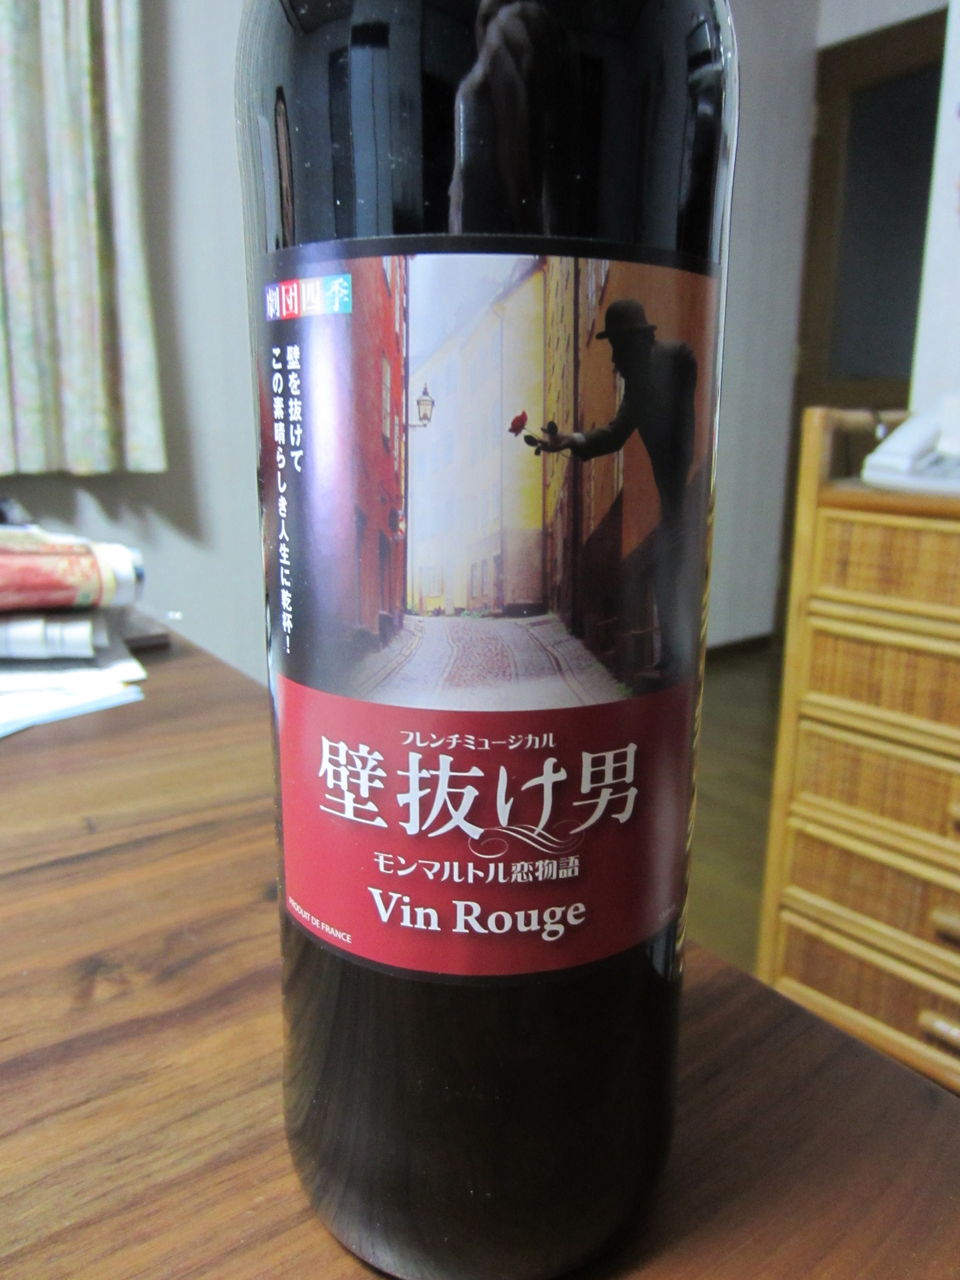 劇団四季
壁を抜けて
この素晴らしき人生に乾杯!
フレンチミュージカル
壁抜け男
モンマルトル恋物語
Vin Rouge
PRODUIT DE FRANCE